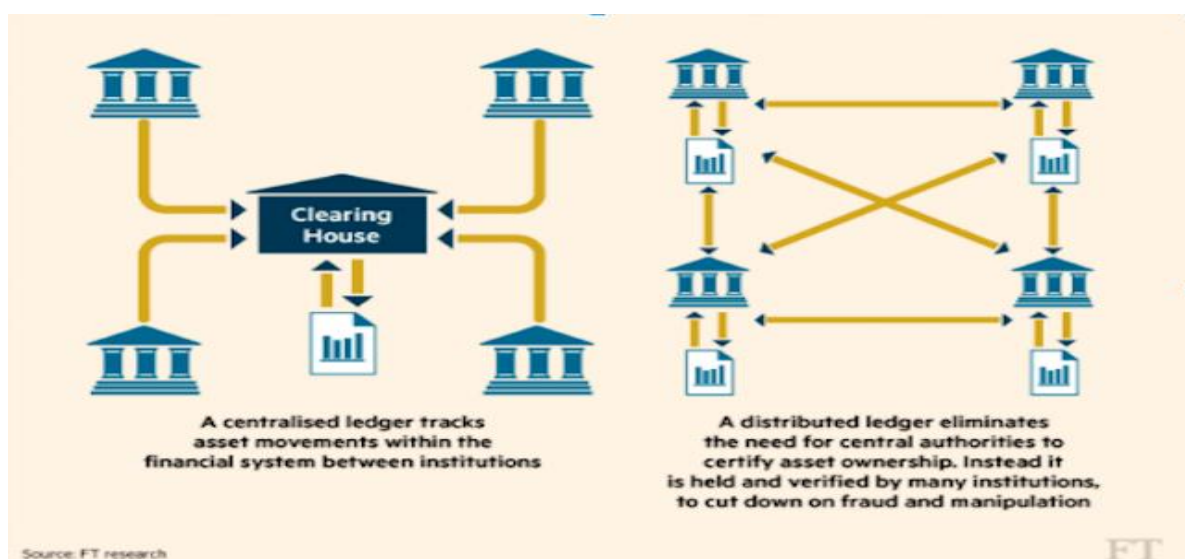 Clearing
House
A centralised ledger tracks
asset movements within the
financial system between institutions
A distributed ledger eliminates
the need for central authorities to
certify asset ownership. Instead it
is held and verified by many institutions,
to cut down on fraud and manipulation
Source: FT research
FT